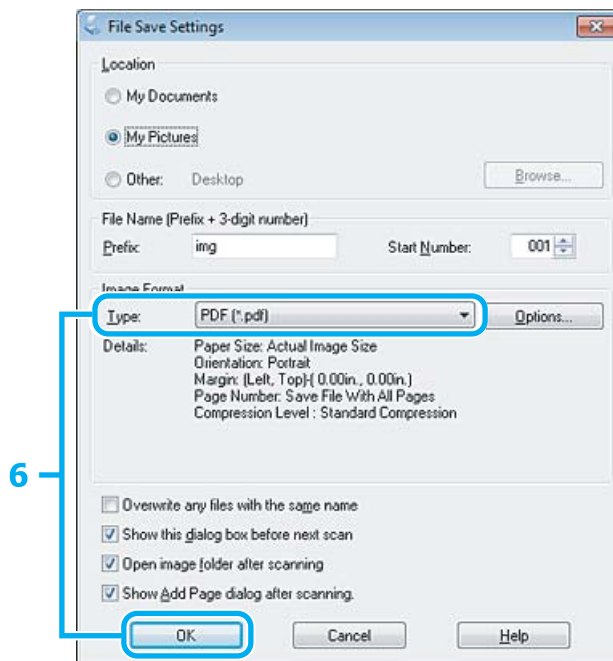 File Save Settings
Location
My Documents
My Pictures
Other: Desktop Browse...
File Name (Prefix + 3-digit number)
Prefix: img Start Number: 001
Image Format
Type: PDF (*.pdf) Options...
Details: Paper Size: Actual Image Size
Orientation: Portrait
Margin: (Left, Top)-( 0.00in., 0.00in.)
Page Number: Save File With All Pages
Compression Level : Standard Compression
6
Overwrite any files with the same name
Show this dialog box before next scan
Open image folder after scanning
Show Add Page dialog after scanning.
OK Cancel Help